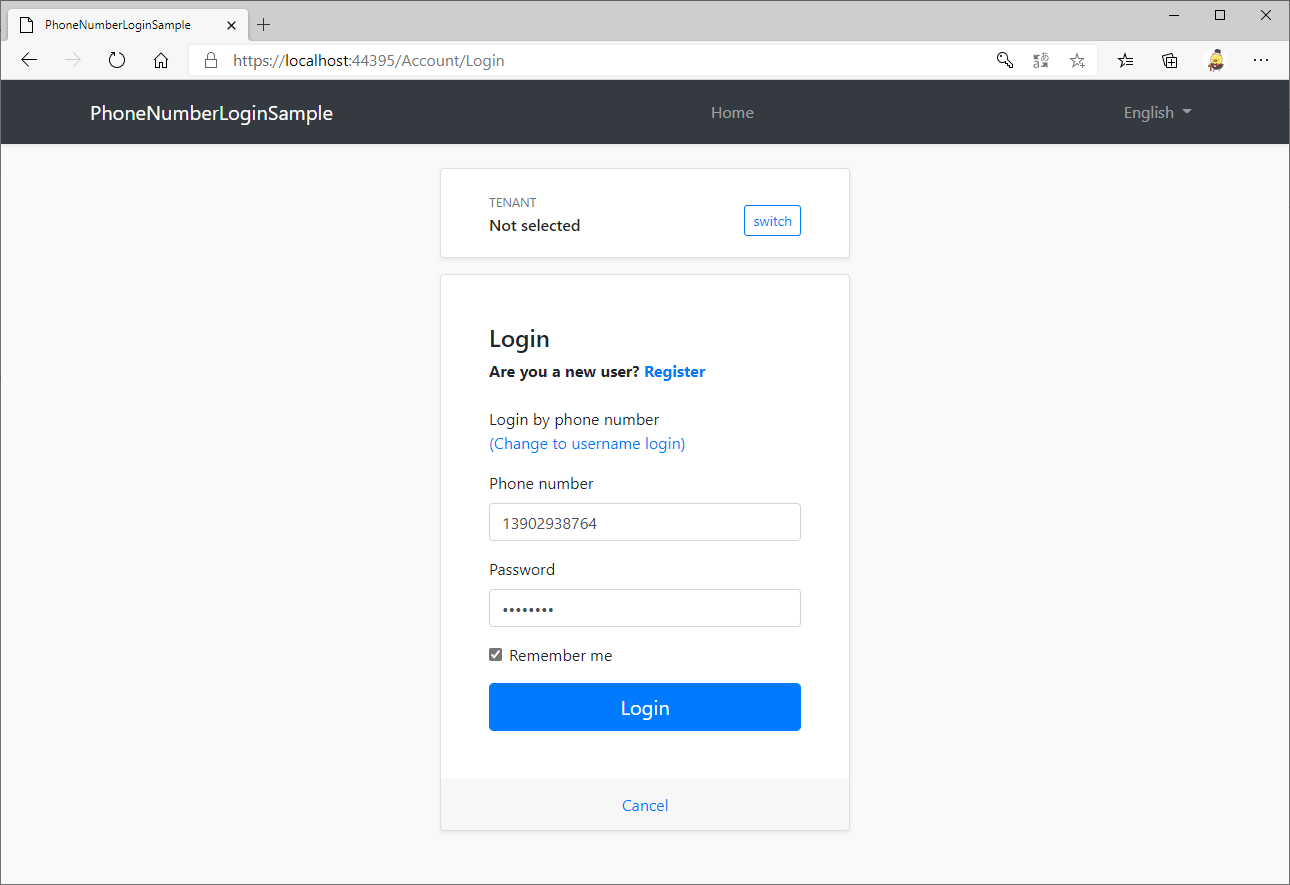 PhoneNumberLoginSample
https://localhost:44395/Account/Login
PhoneNumberLoginSample Home English
TENANT
Not selected
switch
Login
Are you a new user? Register
Login by phone number
(Change to username login)
Phone number
13902938764
Password
••••••••
Remember me
Login
Cancel